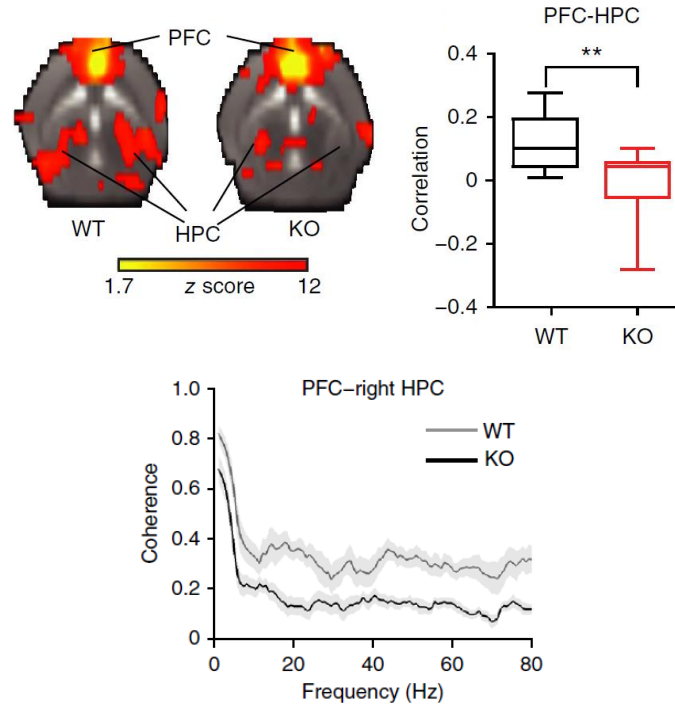 PFC
WT
HPC
KO
1.7 z score 12
PFC-HPC
**
Correlation
0.4
0.2
0
−0.2
−0.4
WT
KO
PFC−right HPC
WT
KO
Coherence
1.0
0.8
0.6
0.4
0.2
0
0 20 40 60 80
Frequency (Hz)